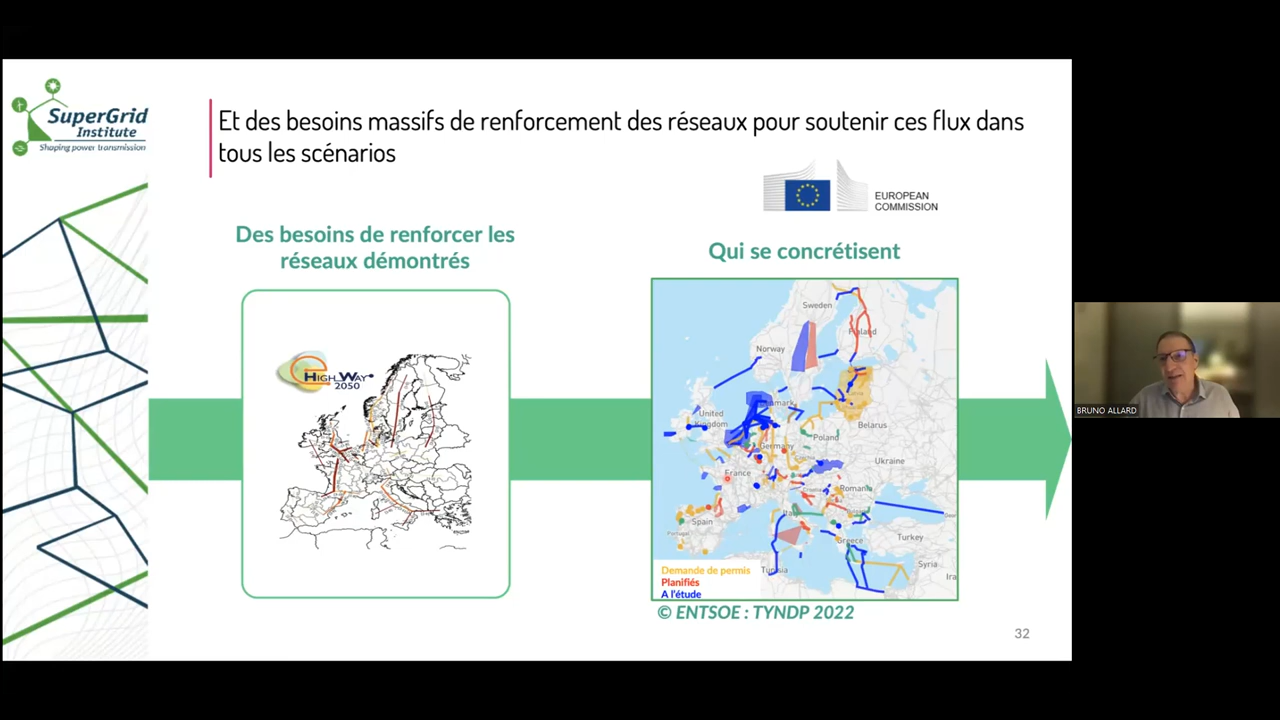 SuperGrid
Institute
Shaping power transmission
Et des besoins massifs de renforcement des réseaux pour soutenir ces flux dans
tous les scénarios
EUROPEAN
COMMISSION
Des besoins de renforcer les
réseaux démontrés
Qui se concrétisent
e HIGHWAY
2050
Sweden
Finland
Norway
United
Kingdom
Denmark
Belarus
Poland
Germany
Ukraine
France
Romania
Croatia
Spain
Portugal
Greece
Turkey
Syria
Tunisia
Demande de permis
Planifiés
A l'étude
© ENTSOE : TYNDP 2022
32
BRUNO ALLARD